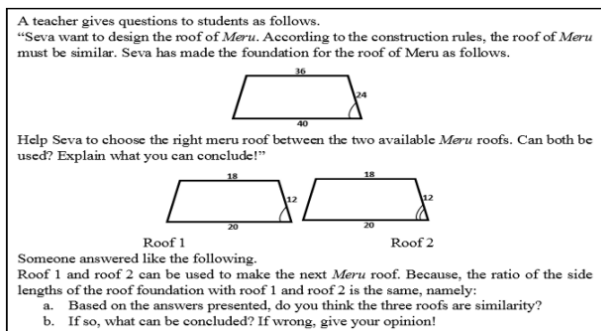 A teacher gives questions to students as follows.
“Seva want to design the roof of Meru. According to the construction rules, the roof of Meru
must be similar. Seva has made the foundation for the roof of Meru as follows.
36
24
40
Help Seva to choose the right meru roof between the two available Meru roofs. Can both be
used? Explain what you can conclude!”
18 18
12 12
20 20
Roof 1 Roof 2
Someone answered like the following.
Roof 1 and roof 2 can be used to make the next Meru roof. Because, the ratio of the side
lengths of the roof foundation with roof 1 and roof 2 is the same, namely:
a. Based on the answers presented, do you think the three roofs are similarity?
b. If so, what can be concluded? If wrong, give your opinion!